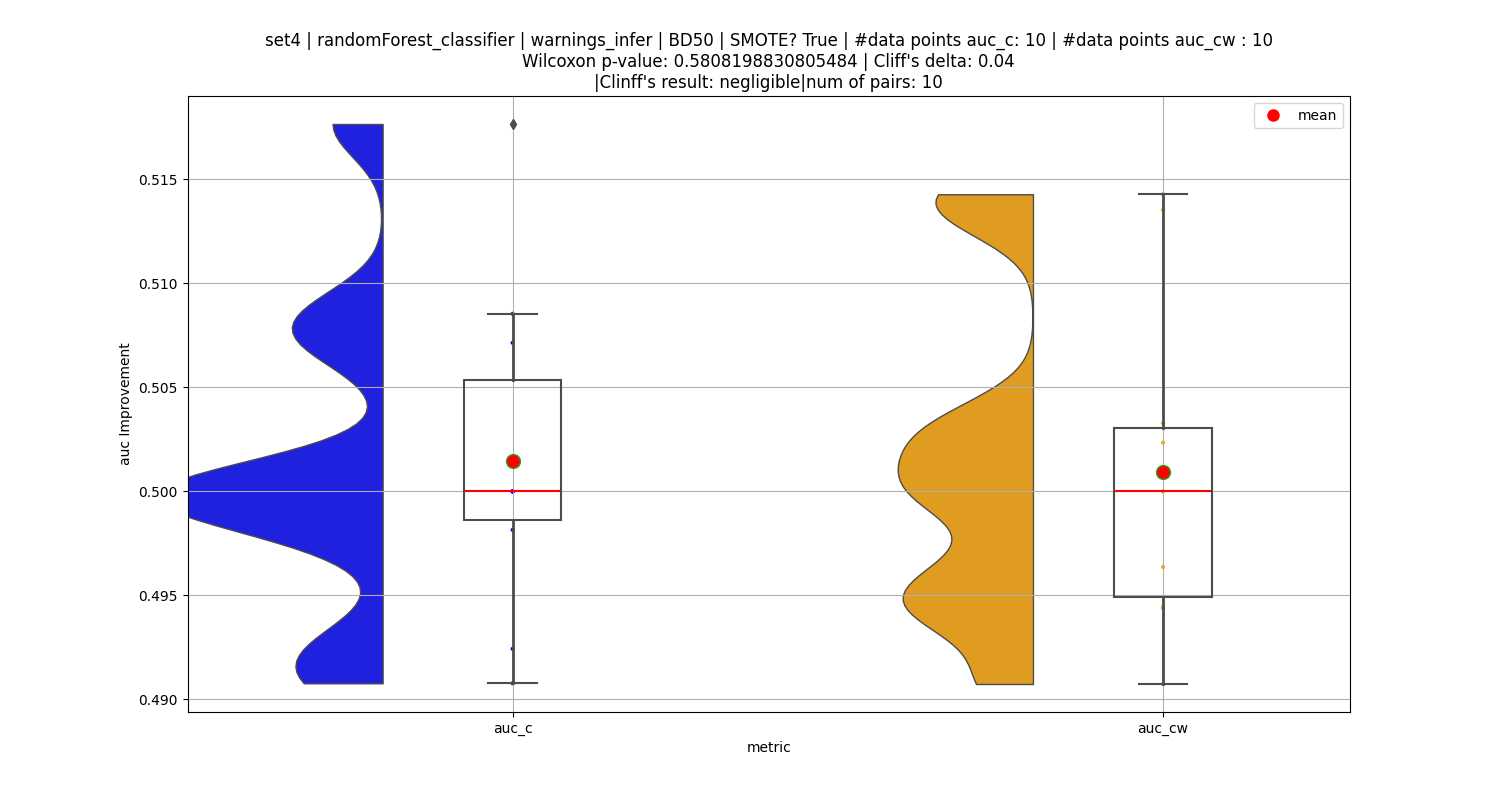 set4 | randomForest_classifier | warnings_infer | BD50 | SMOTE? True | #data points auc_c: 10 | #data points auc_cw : 10
Wilcoxon p-value: 0.5808198830805484 | Cliff's delta: 0.04
|Clinff's result: negligible|num of pairs: 10
mean
0.515
0.510
0.505
0.500
0.495
0.490
auc Improvement
auc_c
auc_cw
metric